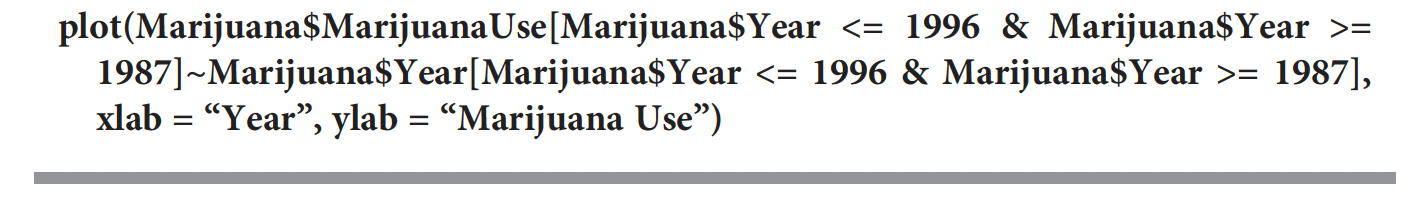 plot(Marijuana$MarijuanaUse[Marijuana$Year <= 1996 & Marijuana$Year >=
1987]~Marijuana$Year[Marijuana$Year <= 1996 & Marijuana$Year >= 1987],
xlab = “Year”, ylab = “Marijuana Use”)